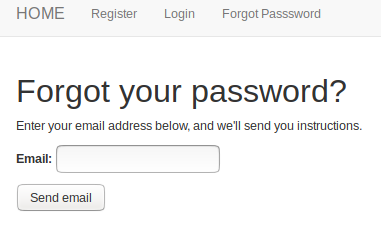 HOME Register Login Forgot Passsword
Forgot your password?
Enter your email address below, and we'll send you instructions.
Email:
Send email